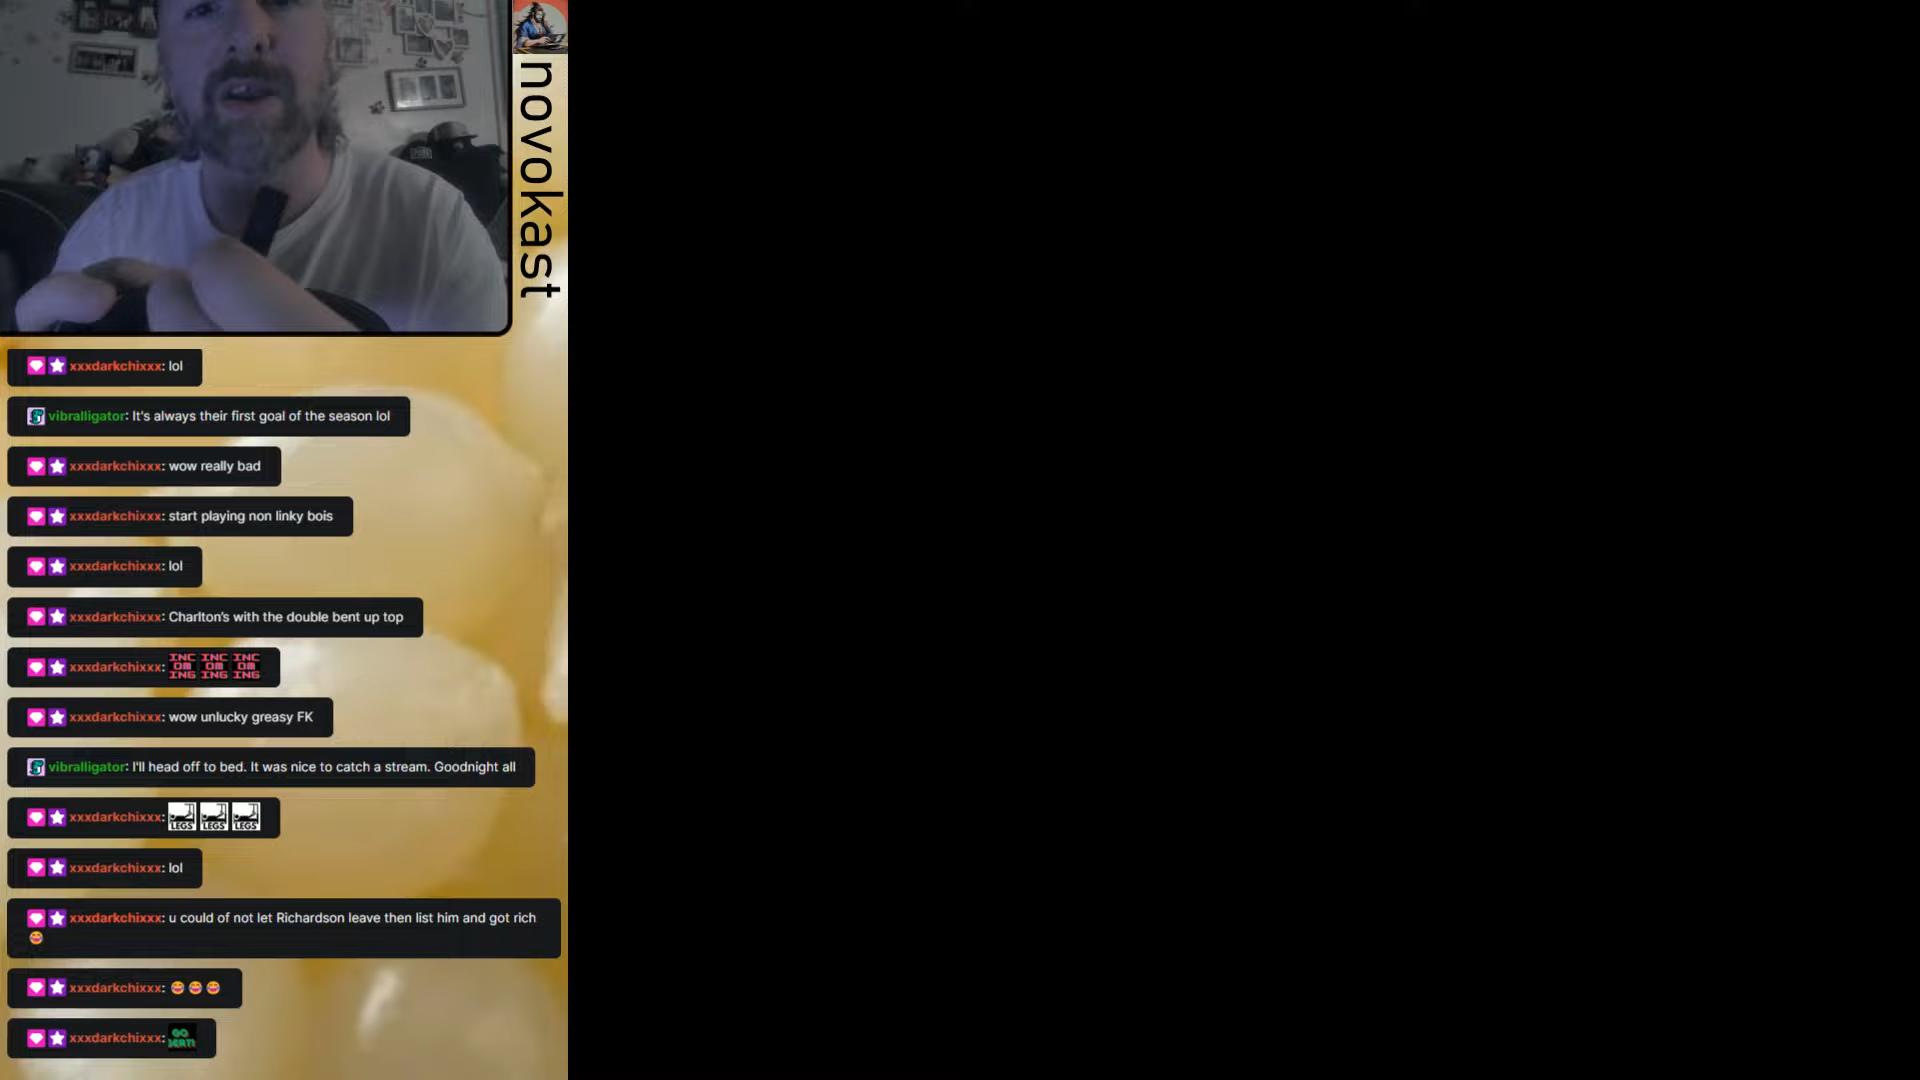 novokast
xxxdarkchixxx: lol
vibralligator: It's always their first goal of the season lol
xxxdarkchixxx: wow really bad
xxxdarkchixxx: start playing non linky bois
xxxdarkchixxx: lol
xxxdarkchixxx: Charlton's with the double bent up top
xxxdarkchixxx: INC INC INC
OM OM OM
ING ING ING
xxxdarkchixxx: wow unlucky greasy FK
vibralligator: I'll head off to bed. It was nice to catch a stream. Goodnight all
xxxdarkchixxx: LEGS LEGS LEGS
xxxdarkchixxx: lol
xxxdarkchixxx: u could of not let Richardson leave then list him and got rich
😂
xxxdarkchixxx: 😂😂😂
xxxdarkchixxx: GO